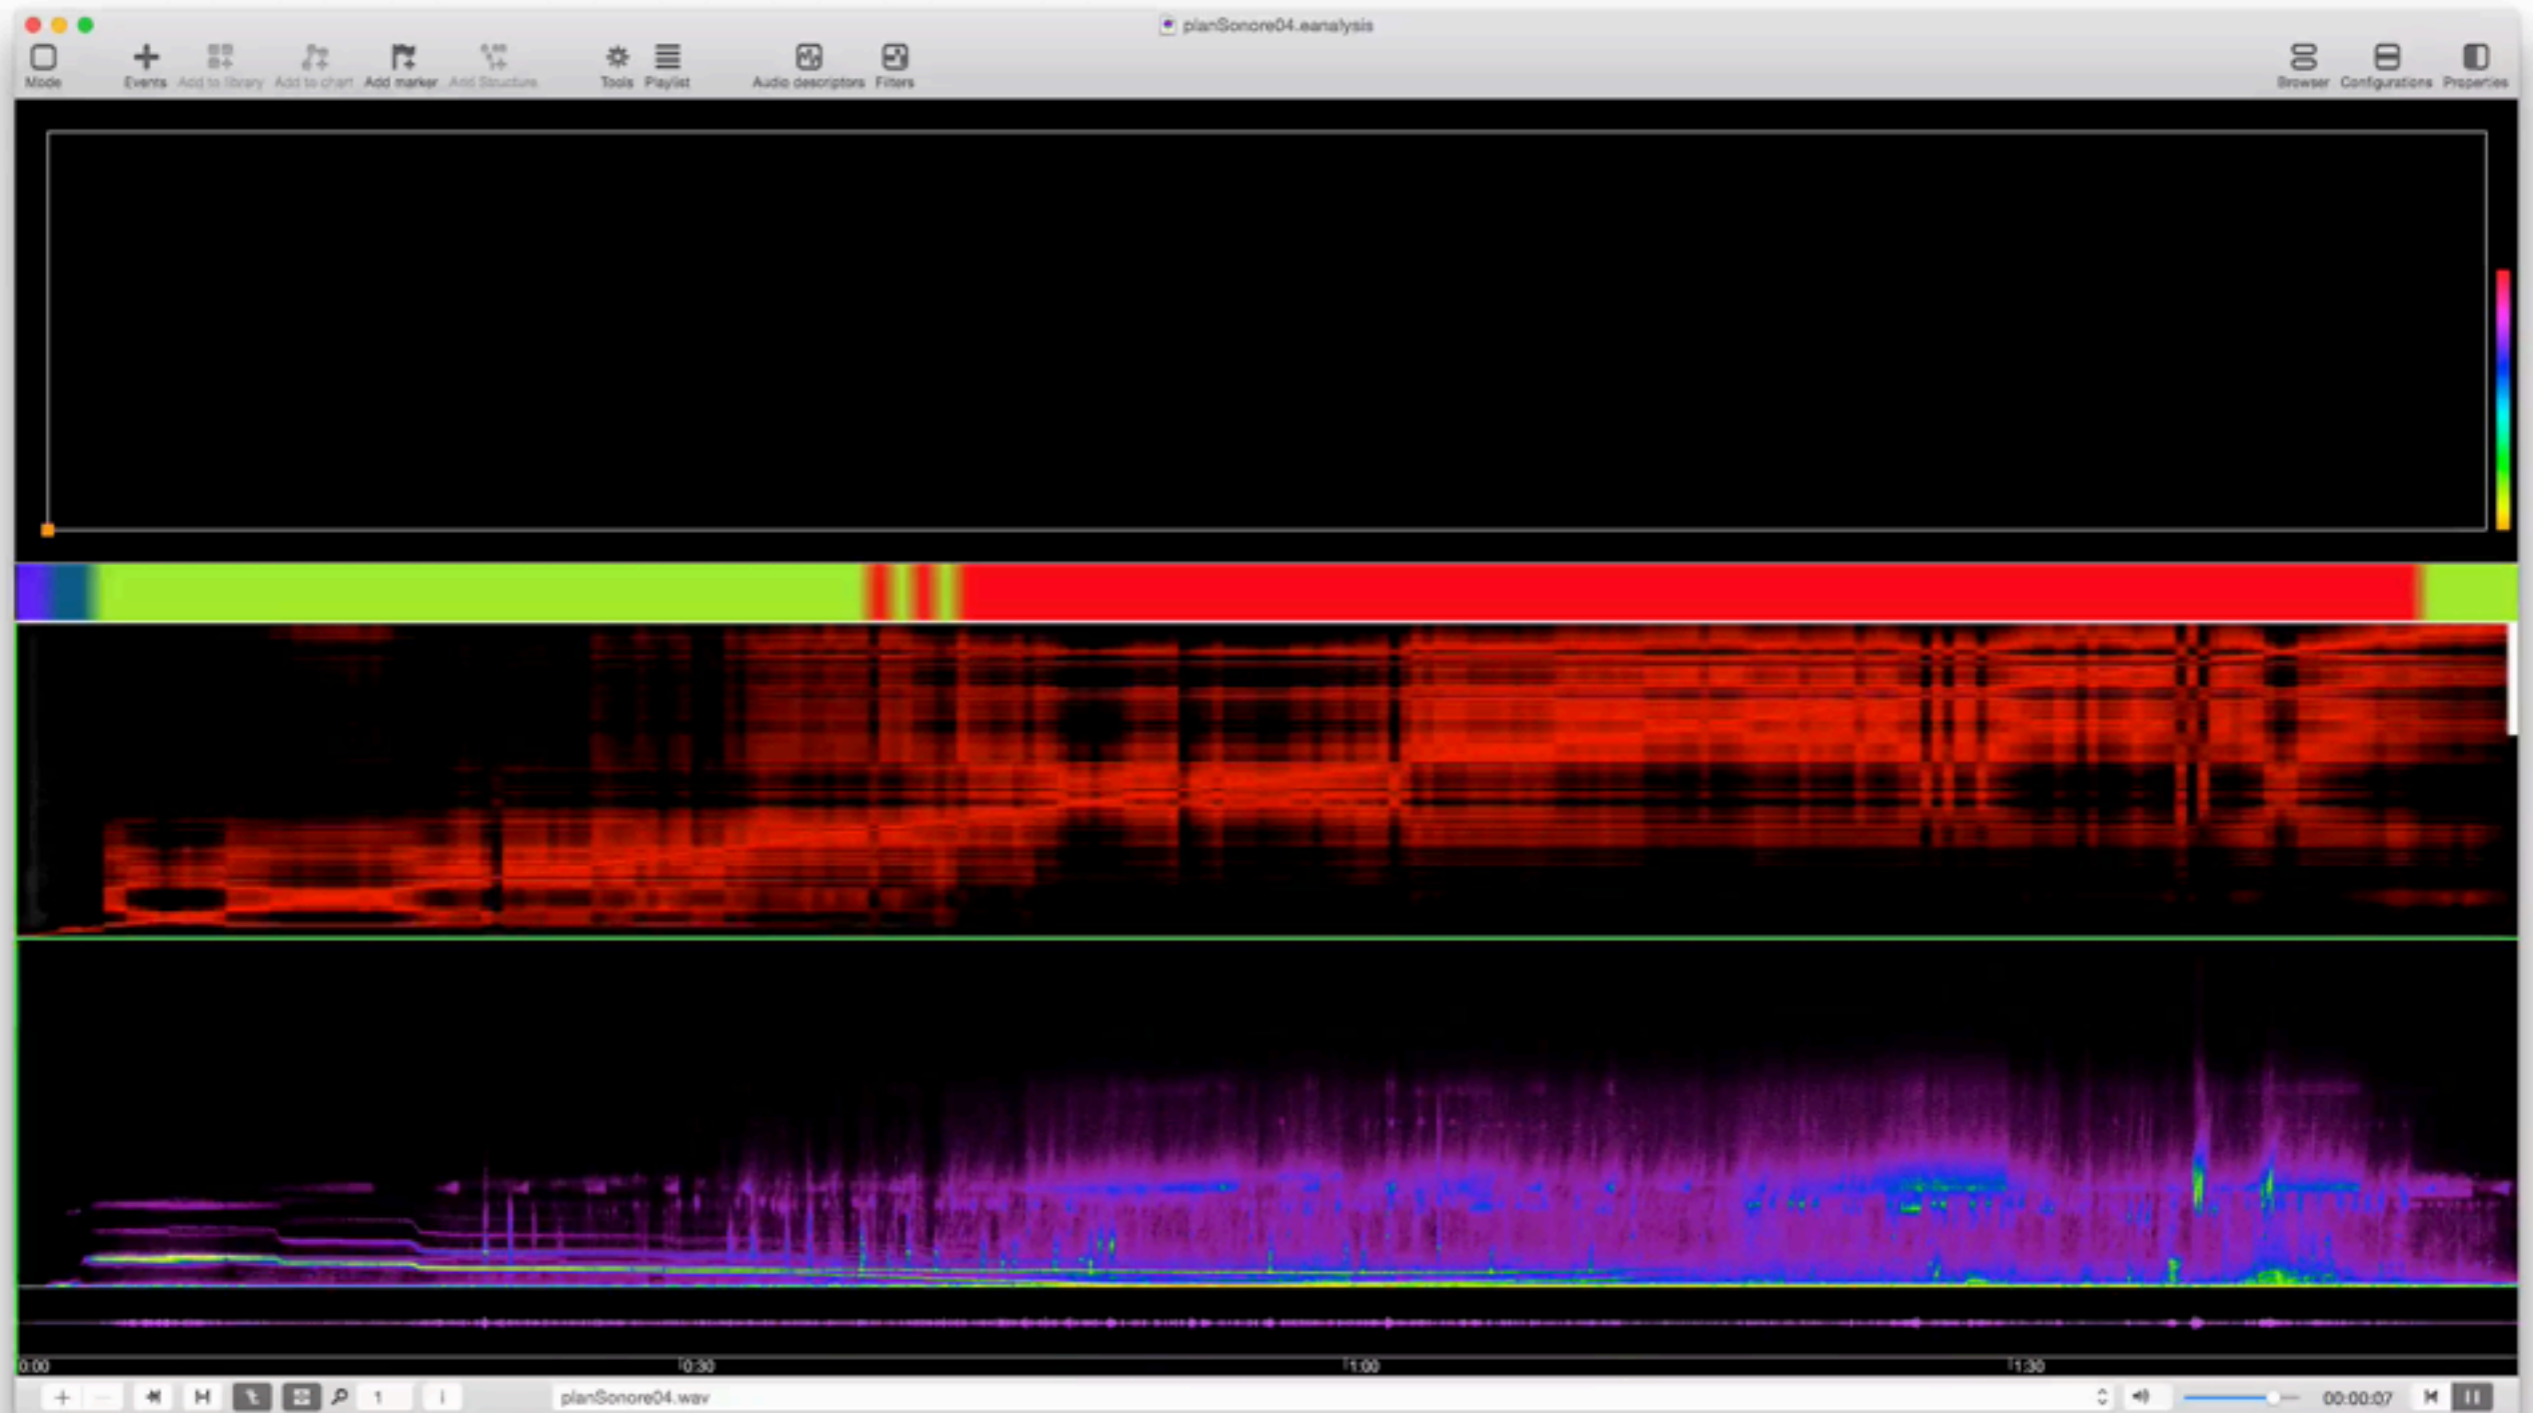 planSonore04.eanalysis
Mode Events Add to library Add to chart Add marker Add Structure Tools Playlist Audio descriptors Filters Browser Configurations Properties
0:00 0:30 1:00 1:30
1 i planSonore04.wav 00:00:07